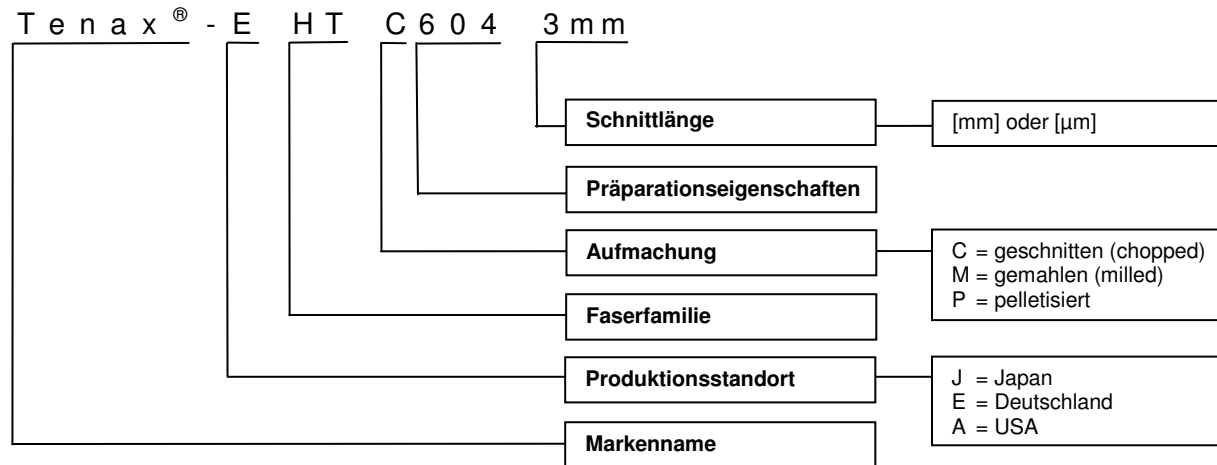 Tenax®-E HT C604 3mm
Schnittlänge
[mm] oder [µm]
Präparationseigenschaften
Aufmachung
C = geschnitten (chopped)
M = gemahlen (milled)
P = pelletisiert
Faserfamilie
Produktionsstandort
J = Japan
E = Deutschland
A = USA
Markenname